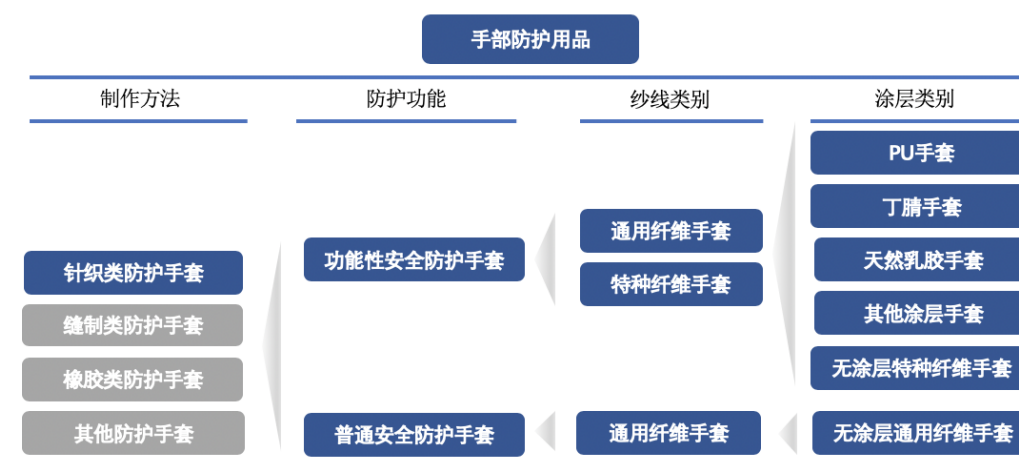 手部防护用品
制作方法
防护功能
纱线类别
涂层类别
针织类防护手套
缝制类防护手套
橡胶类防护手套
其他防护手套
功能性安全防护手套
普通安全防护手套
通用纤维手套
特种纤维手套
通用纤维手套
PU手套
丁腈手套
天然乳胶手套
其他涂层手套
无涂层特种纤维手套
无涂层通用纤维手套